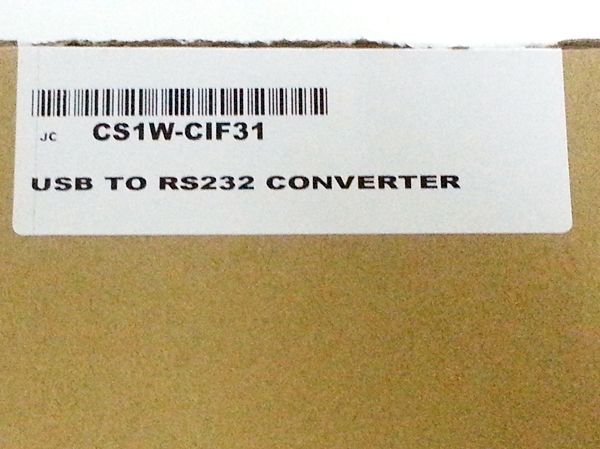 JC CS1W-CIF31
USB TO RS232 CONVERTER